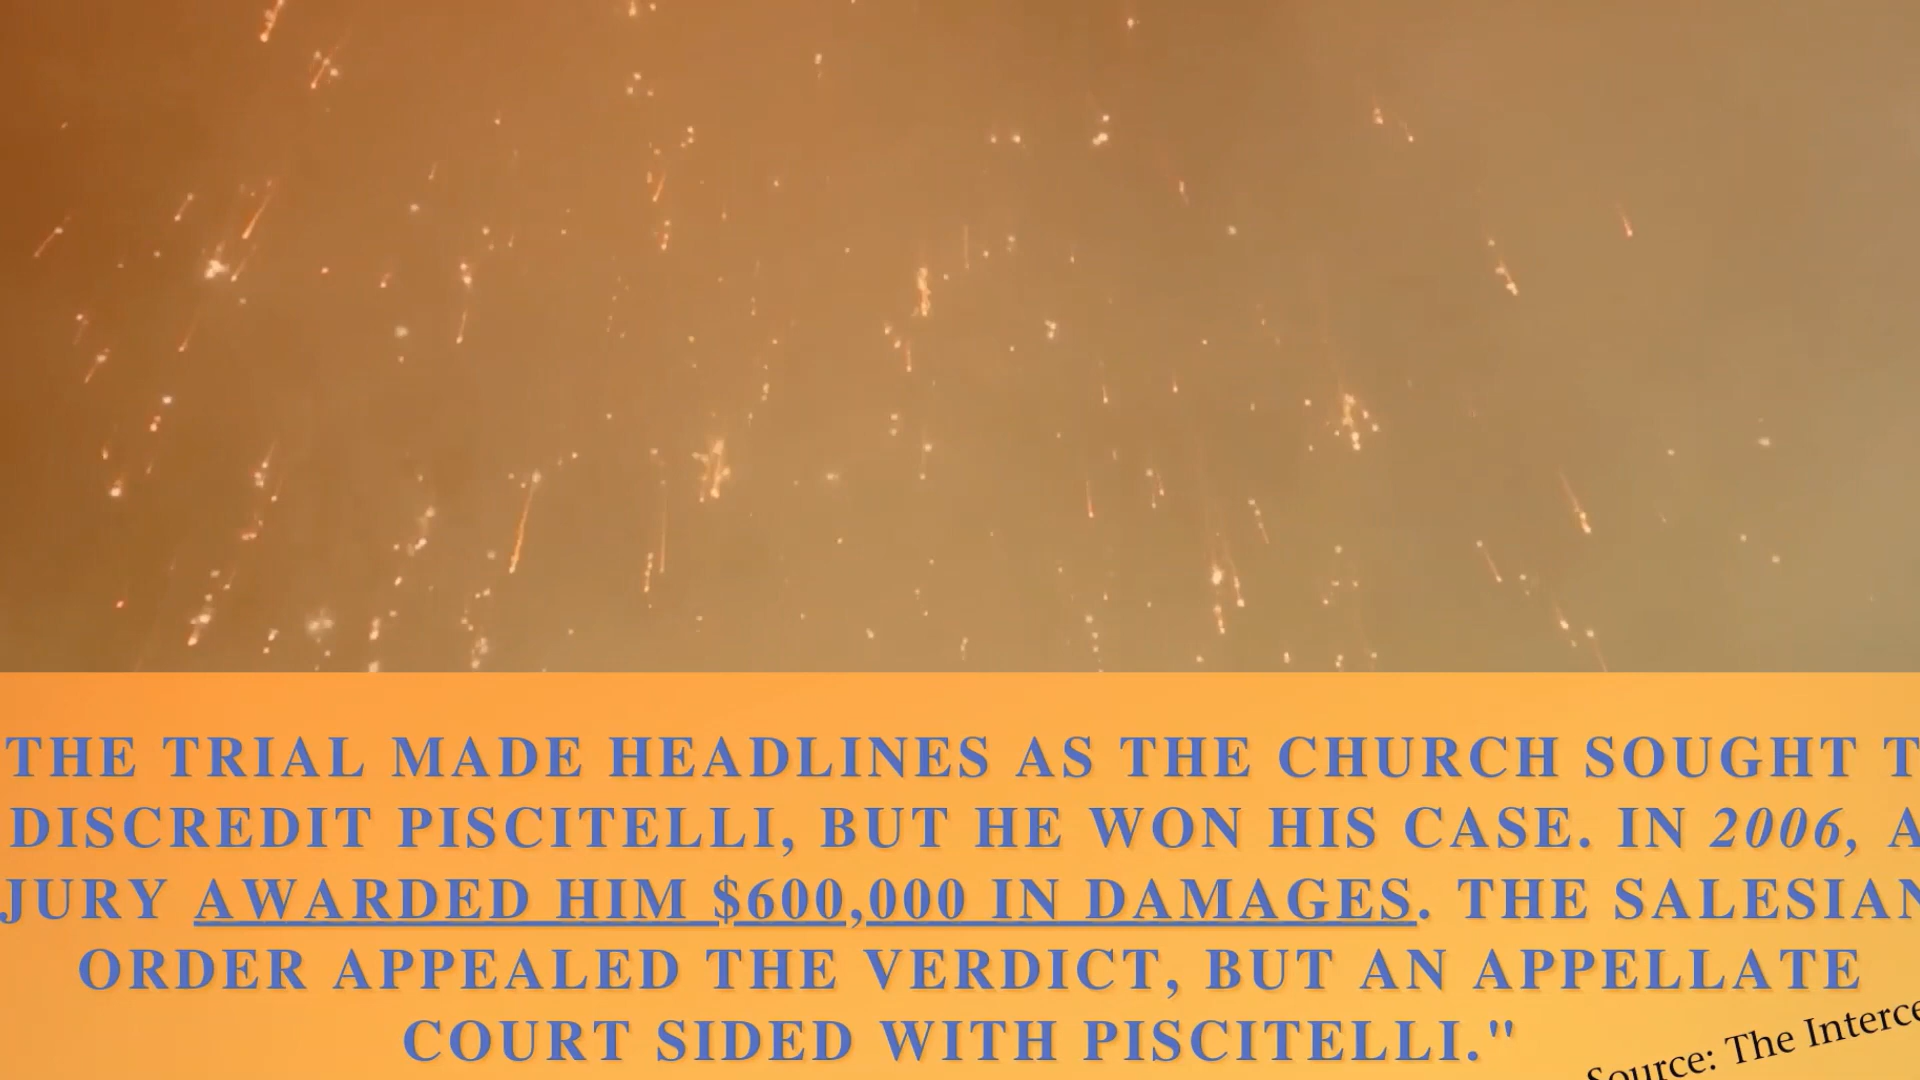 THE TRIAL MADE HEADLINES AS THE CHURCH SOUGHT T
DISCREDIT PISCITELLI, BUT HE WON HIS CASE. IN 2006, A
JURY AWARDED HIM $600,000 IN DAMAGES. THE SALESIAN
ORDER APPEALED THE VERDICT, BUT AN APPELLATE
COURT SIDED WITH PISCITELLI."
Source: The Interce